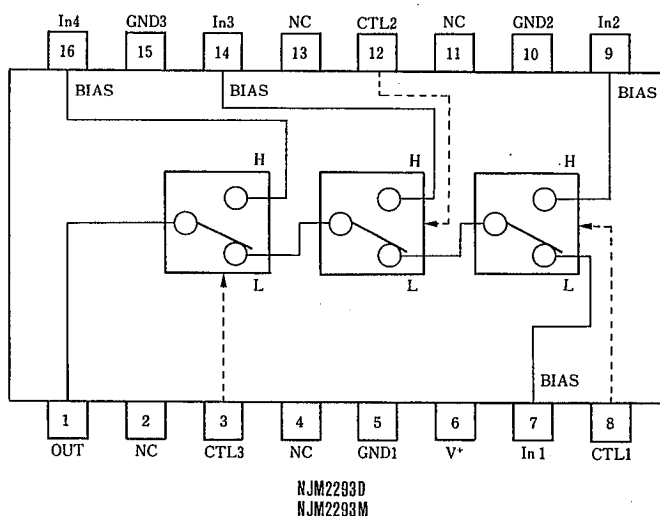 In4 GND3 In3 NC CTL2 NC GND2 In2
16 15 14 13 12 11 10 9
BIAS BIAS BIAS
H H H
L L L
BIAS
1 2 3 4 5 6 7 8
OUT NC CTL3 NC GND1 V+ In1 CTL1
NJM2293D
NJM2293M